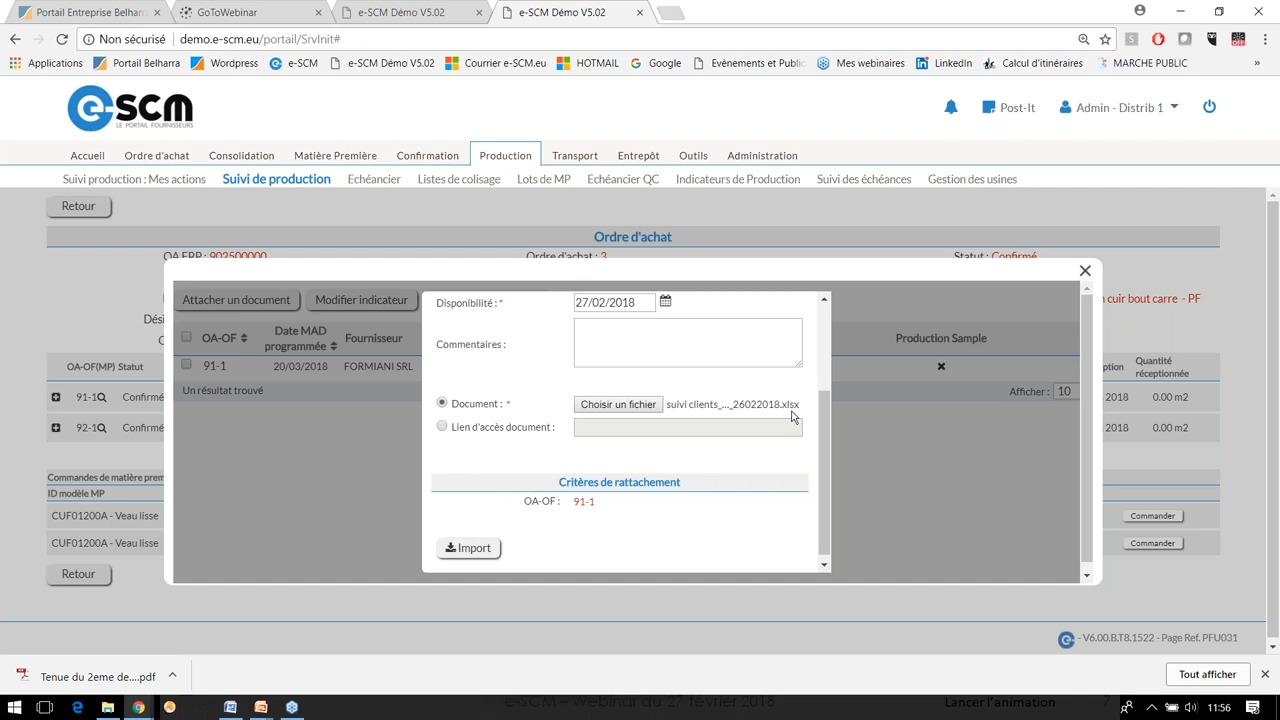 Portail Entreprise Belharr
GoToWebinar
e-SCM Démo V5.02
e-SCM Démo V5.02
Non sécurisé
demo.e-scm.eu/portail/SrvInit#
Applications
Portail Belharra
Wordpress
e-SCM
e-SCM Démo V5.02
Courrier e-SCM.eu
HOTMAIL
Google
Evènements et Public
Mes webinaires
LinkedIn
Calcul d'itinéraires
MARCHE PUBLIC
»
e-scm
LE PORTAIL FOURNISSEURS
Post-It
Admin - Distrib 1
Accueil
Ordre d'achat
Consolidation
Matière Première
Confirmation
Production
Transport
Entrepôt
Outils
Administration
Suivi production : Mes actions
Suivi de production
Echéancier
Listes de colisage
Lots de MP
Echéancier QC
Indicateurs de Production
Suivi des échéances
Gestion des usines
Retour
Ordre d'achat
OA ERP : 902500000
Ordre d'achat : 3
Statut : Confirmé
n cuir bout carre - PF
Dési
Attacher un document
Modifier indicateur
OA-OF
Date MAD
programmée
Fournisseur
Production Sample
91-1
20/03/2018
FORMIANI SRL
Un résultat trouvé
Afficher : 10
Disponibilité : *
27/02/2018
Commentaires :
Document : *
Choisir un fichier
suivi clients_..._26022018.xlsx
Lien d'accès document :
Critères de rattachement
OA-OF :
91-1
Import
OA-OF(MP) Statut
ption
Quantité
réceptionnée
91-1
Confirmé
2018
0.00 m2
92-1
Confirmé
2018
0.00 m2
Commandes de matière prem
ID modèle MP
CUF01200A - Veau lisse
Commander
CUF01200A - Veau lisse
Commander
Retour
- V6.00.B.T8.1522 - Page Ref. PFU031
Tenue du 2eme de....pdf
Tout afficher
e-SCM – Webinar du 27 février 2018
Lancer l'animation
7
11:56